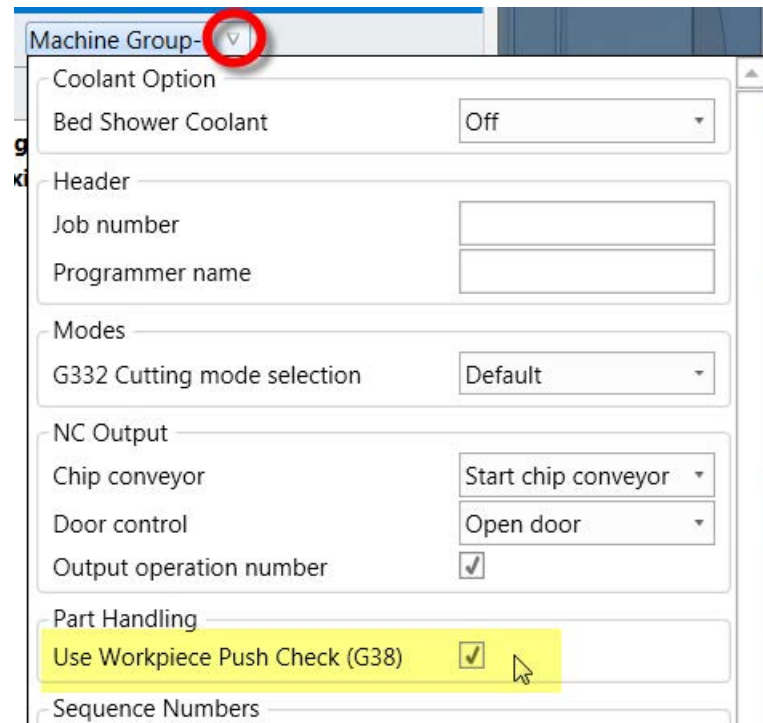 Machine Group-
Coolant Option
Bed Shower Coolant Off
g
xi
Header
Job number
Programmer name
Modes
G332 Cutting mode selection Default
NC Output
Chip conveyor Start chip conveyor
Door control Open door
Output operation number
Part Handling
Use Workpiece Push Check (G38)
Sequence Numbers